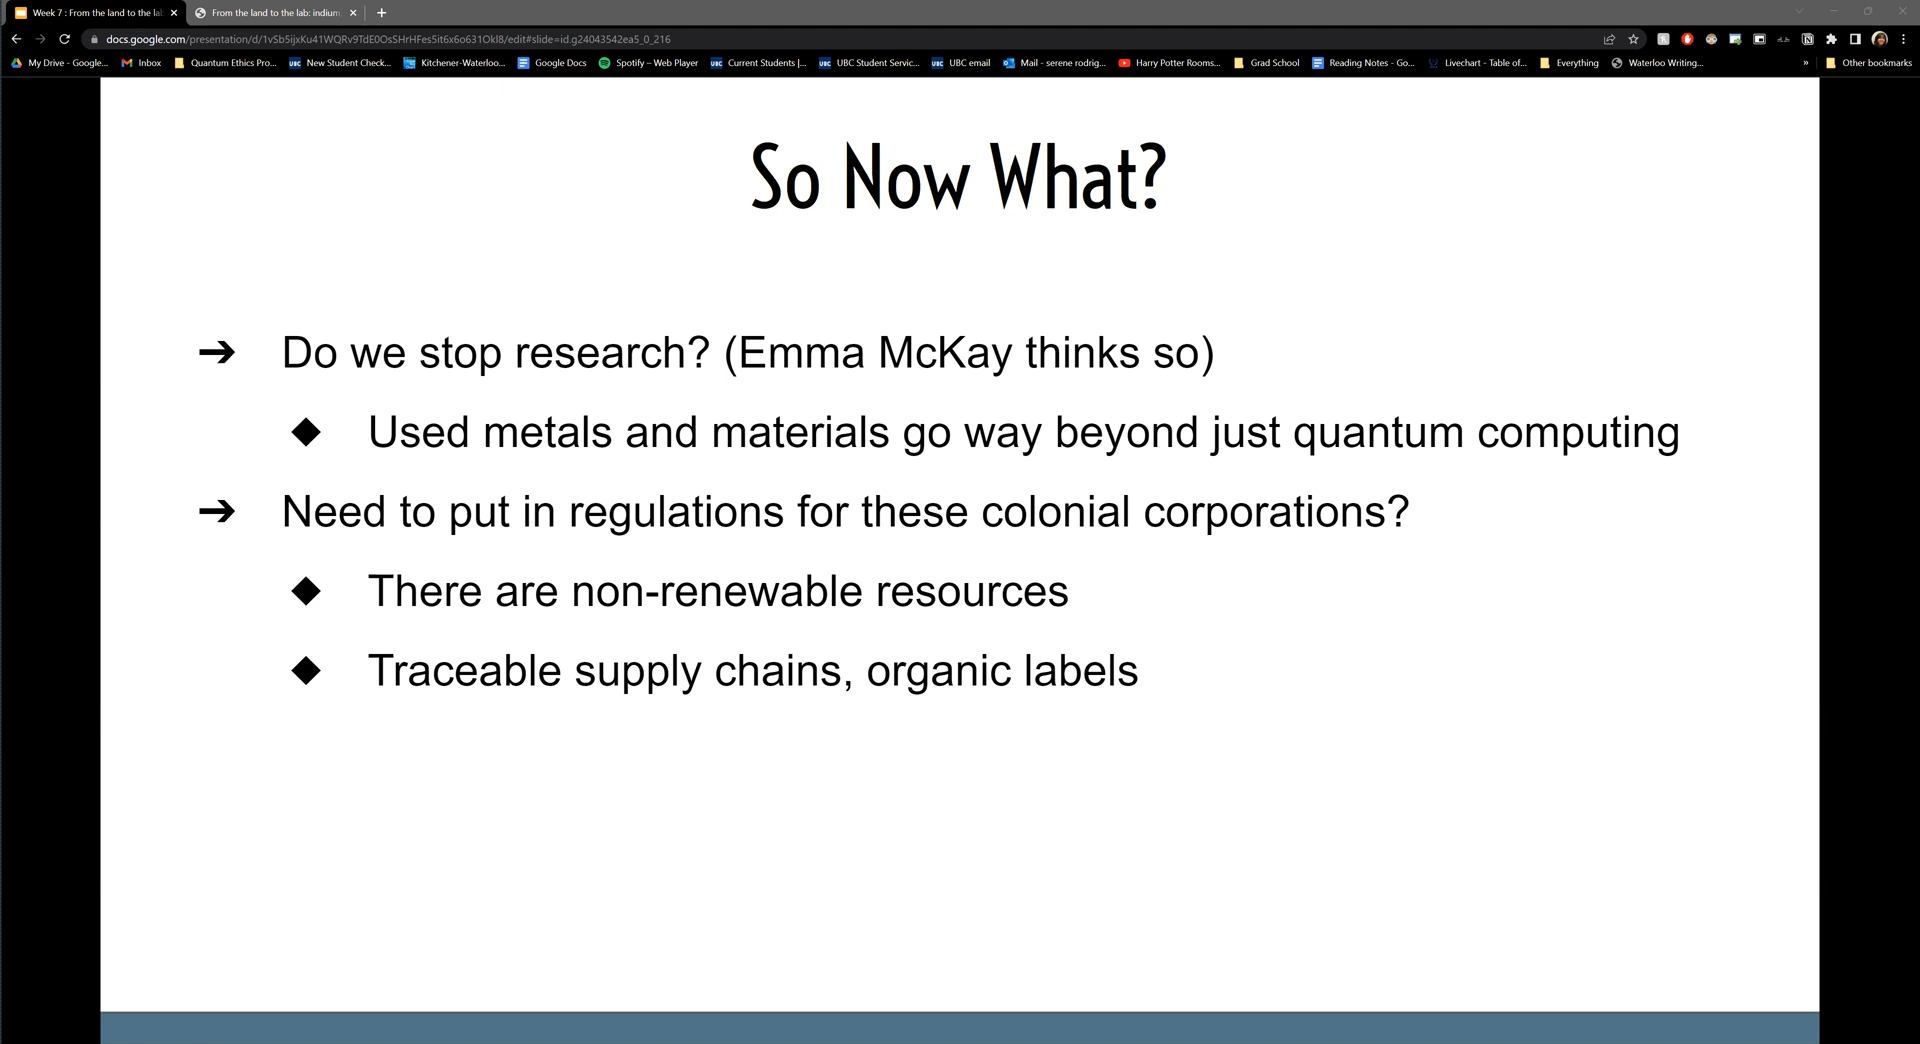 Week 7 : From the land to the la
From the land to the lab: indium,
docs.google.com/presentation/d/1vSb5ijxKu41WQRv9TdE0OsSHrHFes5it6x6o631Okl8/edit#slide=id.g24043542ea5_0_216
My Drive - Google... Inbox Quantum Ethics Pro... New Student Check... Kitchener-Waterloo... Google Docs Spotify – Web Player Current Students |... UBC Student Servic... UBC email Mail - serene rodrig... Harry Potter Rooms... Grad School Reading Notes - Go... Livechart - Table of... Everything Waterloo Writing... » Other bookmarks
So Now What?
➔ Do we stop research? (Emma McKay thinks so)
◆ Used metals and materials go way beyond just quantum computing
➔ Need to put in regulations for these colonial corporations?
◆ There are non-renewable resources
◆ Traceable supply chains, organic labels